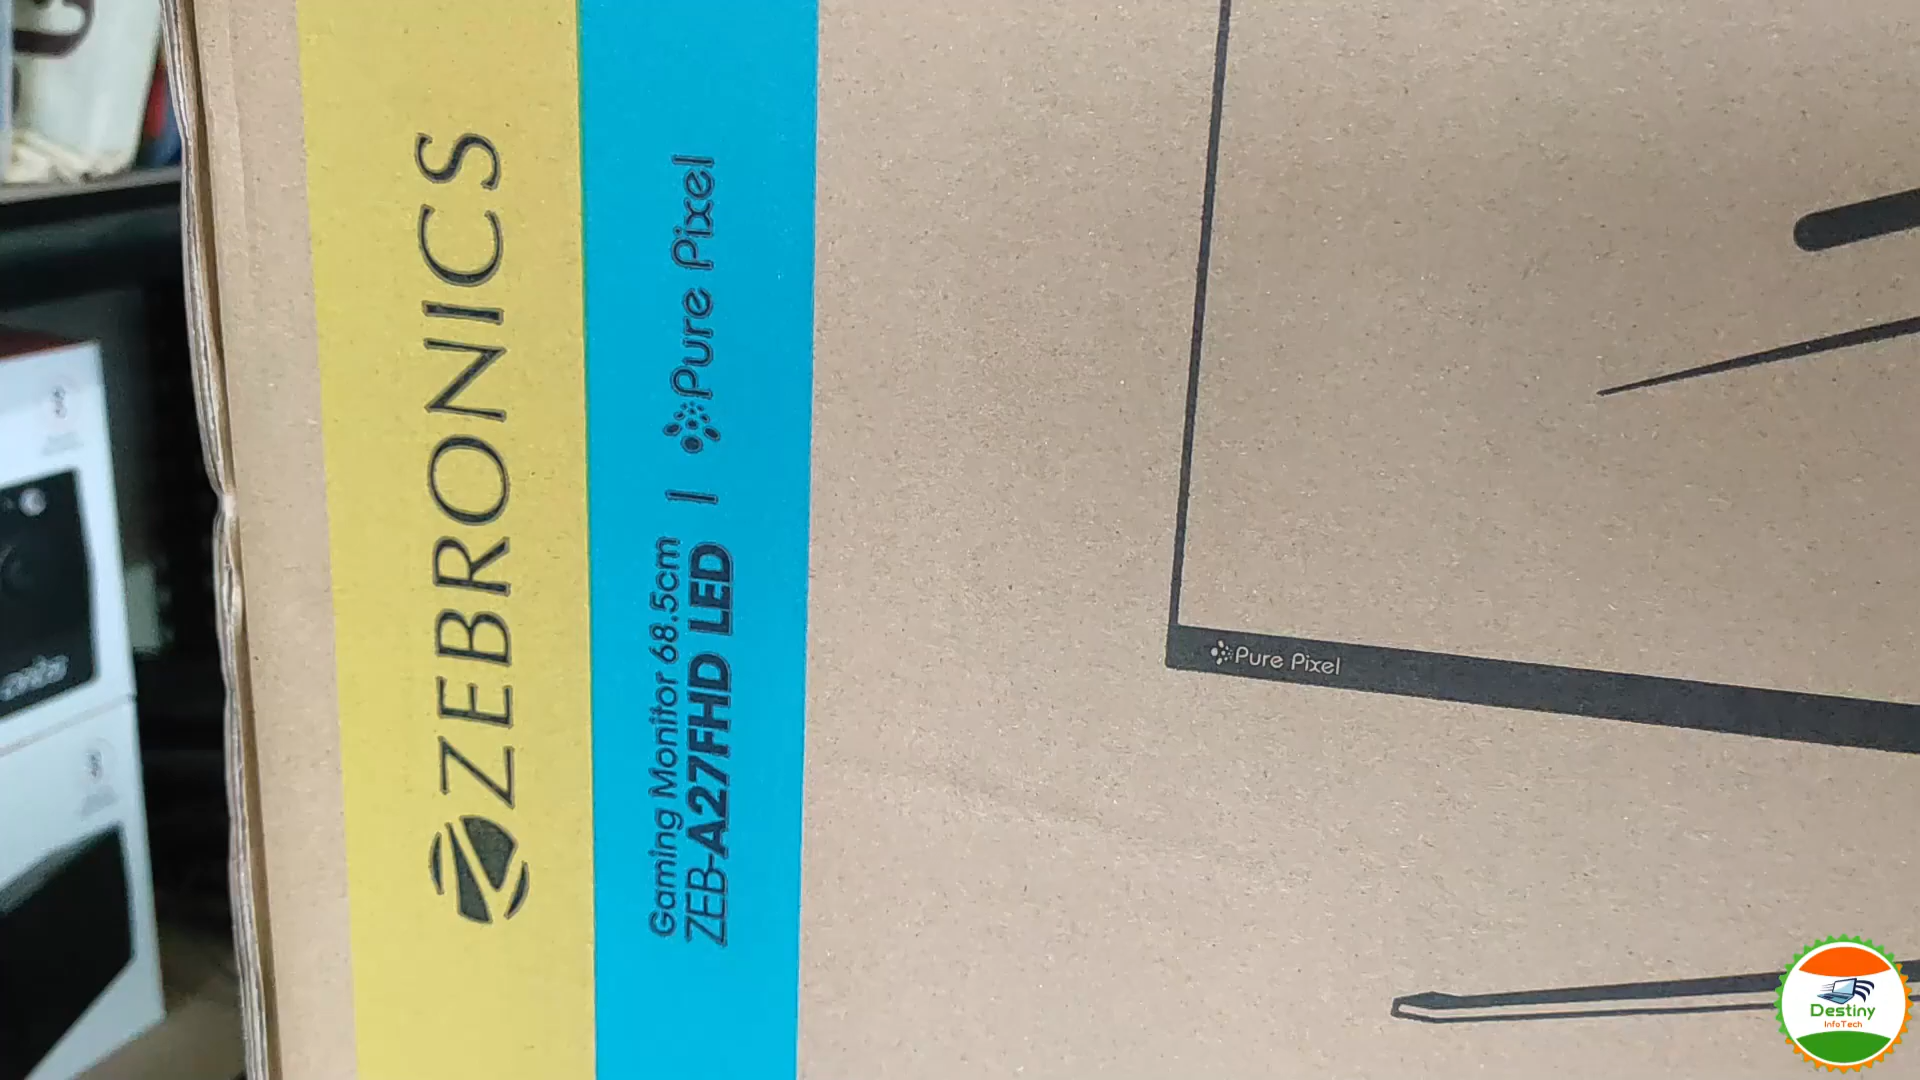 ZEBRONICS
Gaming Monitor 68.5cm
ZEB-A27FHD LED | Pure Pixel
Pure Pixel
Destiny
InfoTech